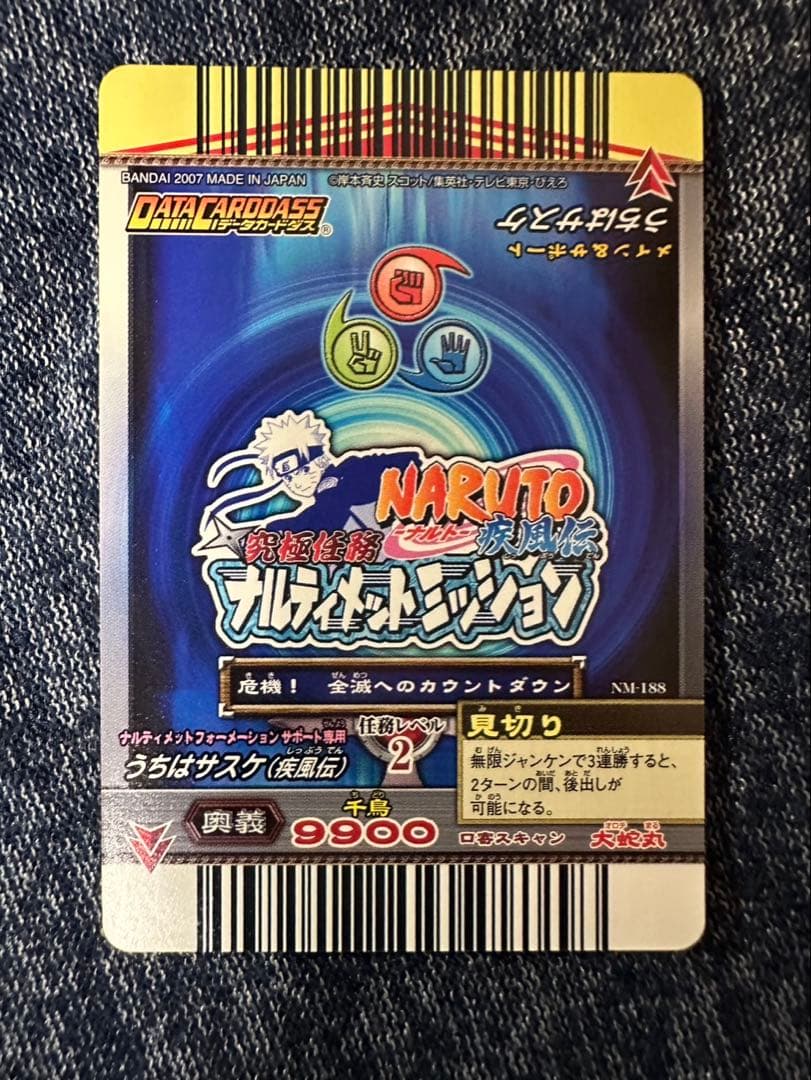 BANDAI 2007 MADE IN JAPAN ©岸本斉史 スコット/集英社・テレビ東京・ぴえろ
DATA CARDDASS
データカードダス®
メイン&サポート
うちはサスケ
NARUTO
-ナルト-
疾風伝
究極任務
ナルティメットミッション
危機! 全滅へのカウントダウン
NM-188
ナルティメットフォーメーション サポート専用
うちはサスケ(疾風伝)
任務レベル
2
見切り
無限ジャンケンで3連勝すると、
2ターンの間、後出しが
可能になる。
奥義
千鳥
9900
口寄スキャン
大蛇丸